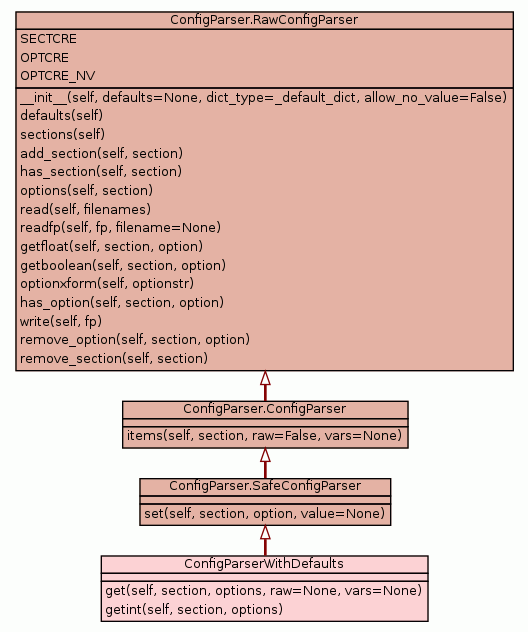 ConfigParser.RawConfigParser
SECTCRE
OPTCRE
OPTCRE_NV
__init__(self, defaults=None, dict_type=_default_dict, allow_no_value=False)
defaults(self)
sections(self)
add_section(self, section)
has_section(self, section)
options(self, section)
read(self, filenames)
readfp(self, fp, filename=None)
getfloat(self, section, option)
getboolean(self, section, option)
optionxform(self, optionstr)
has_option(self, section, option)
write(self, fp)
remove_option(self, section, option)
remove_section(self, section)
ConfigParser.ConfigParser
items(self, section, raw=False, vars=None)
ConfigParser.SafeConfigParser
set(self, section, option, value=None)
ConfigParserWithDefaults
get(self, section, options, raw=None, vars=None)
getint(self, section, options)